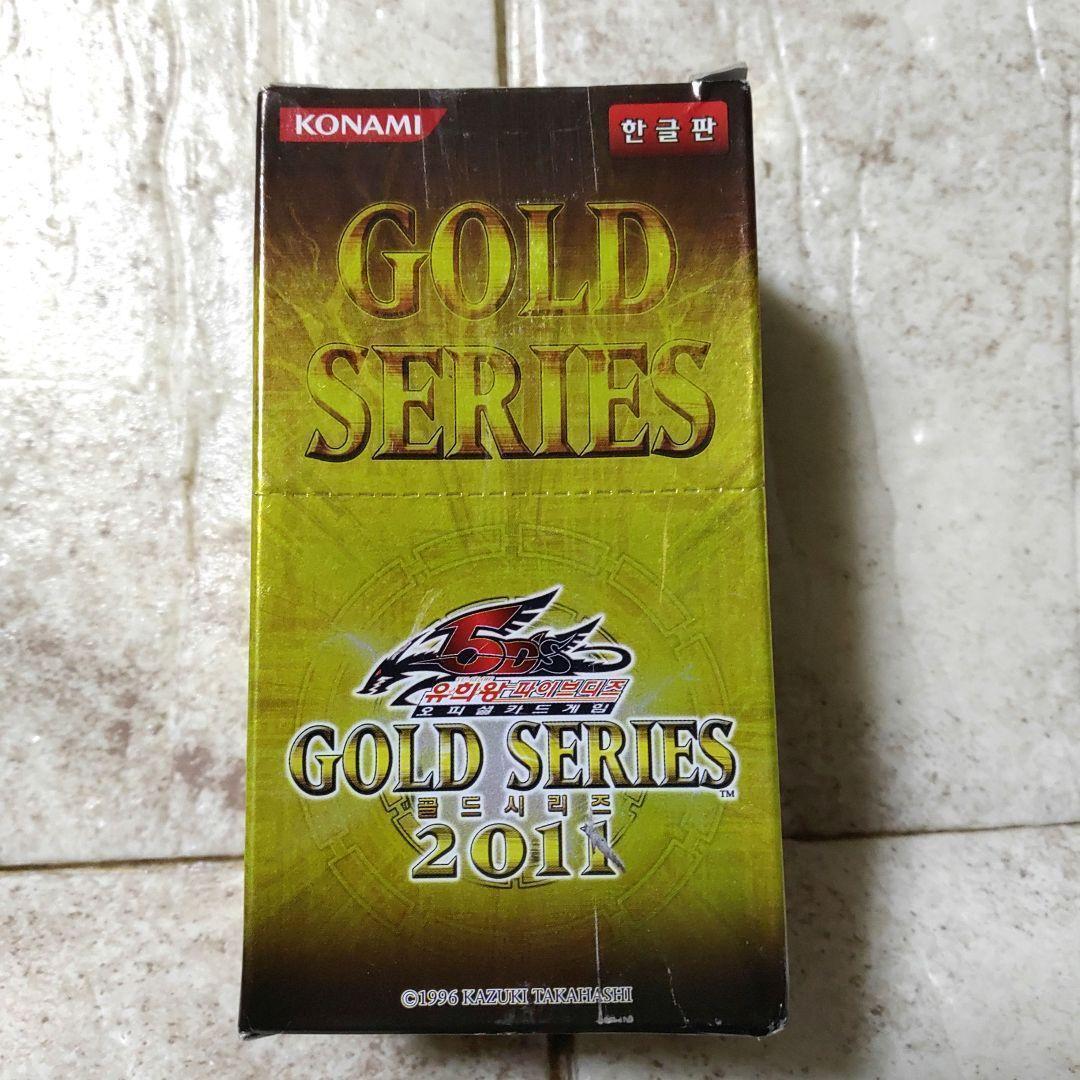 KONAMI
한글판
GOLD
SERIES
5D'S
유희왕 파이브디즈
오피셜카드게임
GOLD SERIES™
골드시리즈
2011
©1996 KAZUKI TAKAHASHI